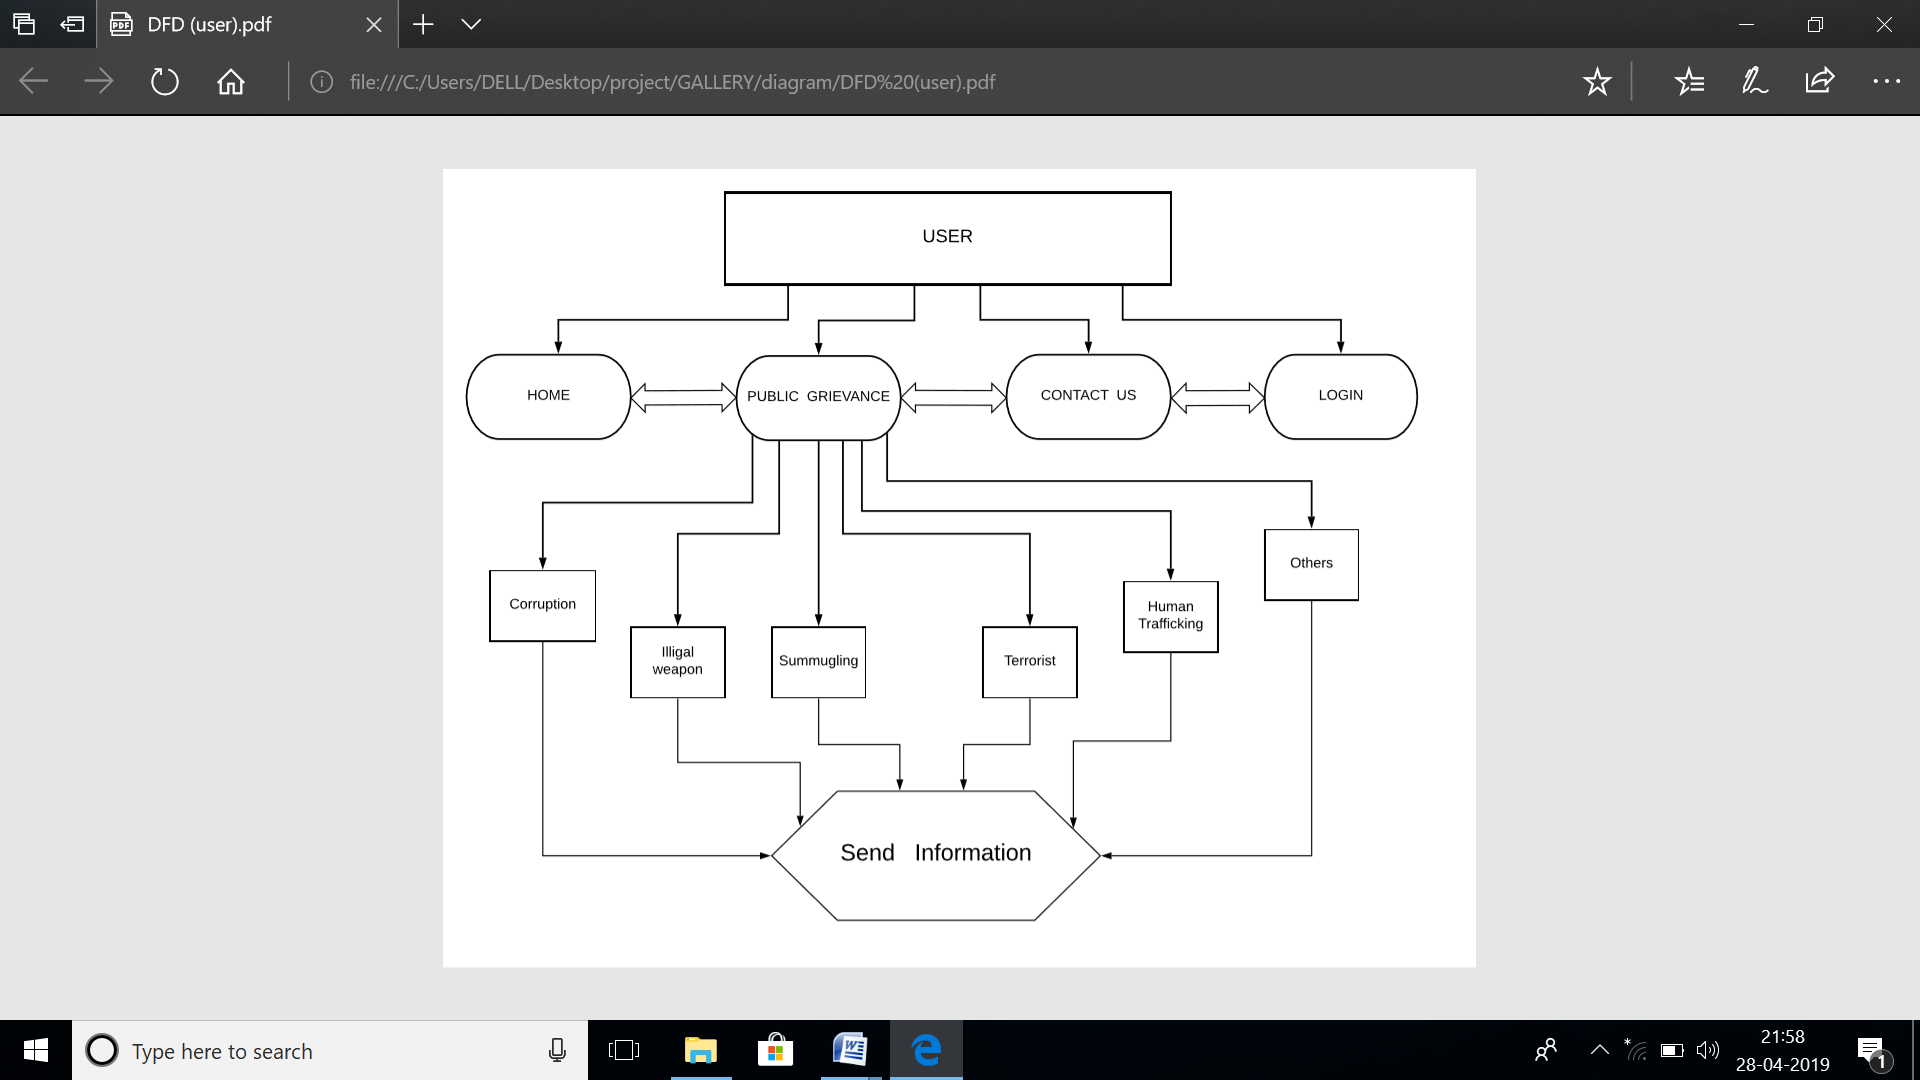 DFD (user).pdf
file:///C:/Users/DELL/Desktop/project/GALLERY/diagram/DFD%20(user).pdf
USER
HOME
PUBLIC GRIEVANCE
CONTACT US
LOGIN
Others
Corruption
Human
Trafficking
Illigal
weapon
Summugling
Terrorist
Send Information
Type here to search
21:58
28-04-2019
1